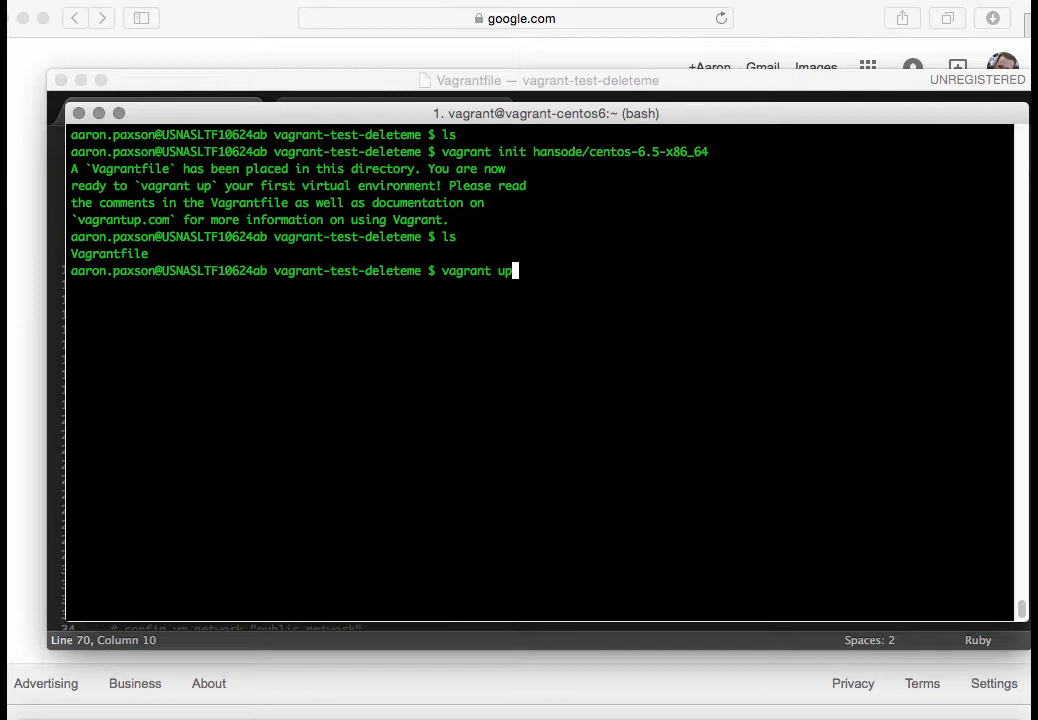 google.com
+Aaron Gmail Images
Vagrantfile — vagrant-test-deleteme
UNREGISTERED
1. vagrant@vagrant-centos6:~ (bash)
aaron.paxson@USNASLTF10624ab vagrant-test-deleteme $ ls
aaron.paxson@USNASLTF10624ab vagrant-test-deleteme $ vagrant init hansode/centos-6.5-x86_64
A `Vagrantfile` has been placed in this directory. You are now
ready to `vagrant up` your first virtual environment! Please read
the comments in the Vagrantfile as well as documentation on
`vagrantup.com` for more information on using Vagrant.
aaron.paxson@USNASLTF10624ab vagrant-test-deleteme $ ls
Vagrantfile
aaron.paxson@USNASLTF10624ab vagrant-test-deleteme $ vagrant up
# config.vm.network "public_network"
Line 70, Column 10 Spaces: 2 Ruby
Advertising Business About Privacy Terms Settings